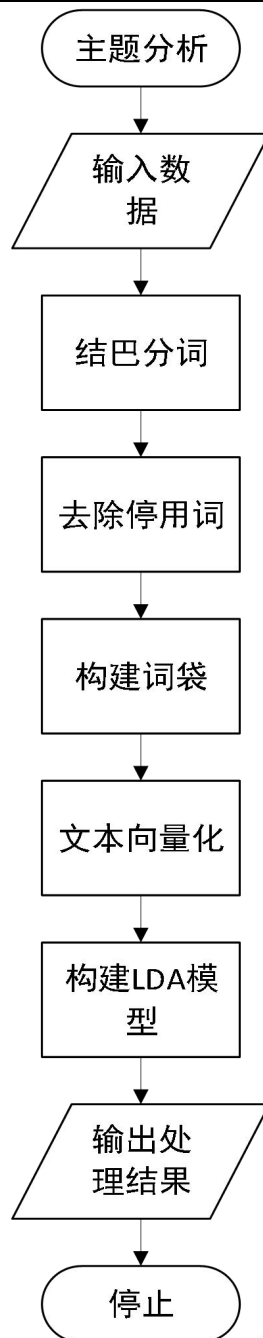 主题分析
输入数
据
结巴分词
去除停用词
构建词袋
文本向量化
构建LDA模
型
输出处
理结果
停止